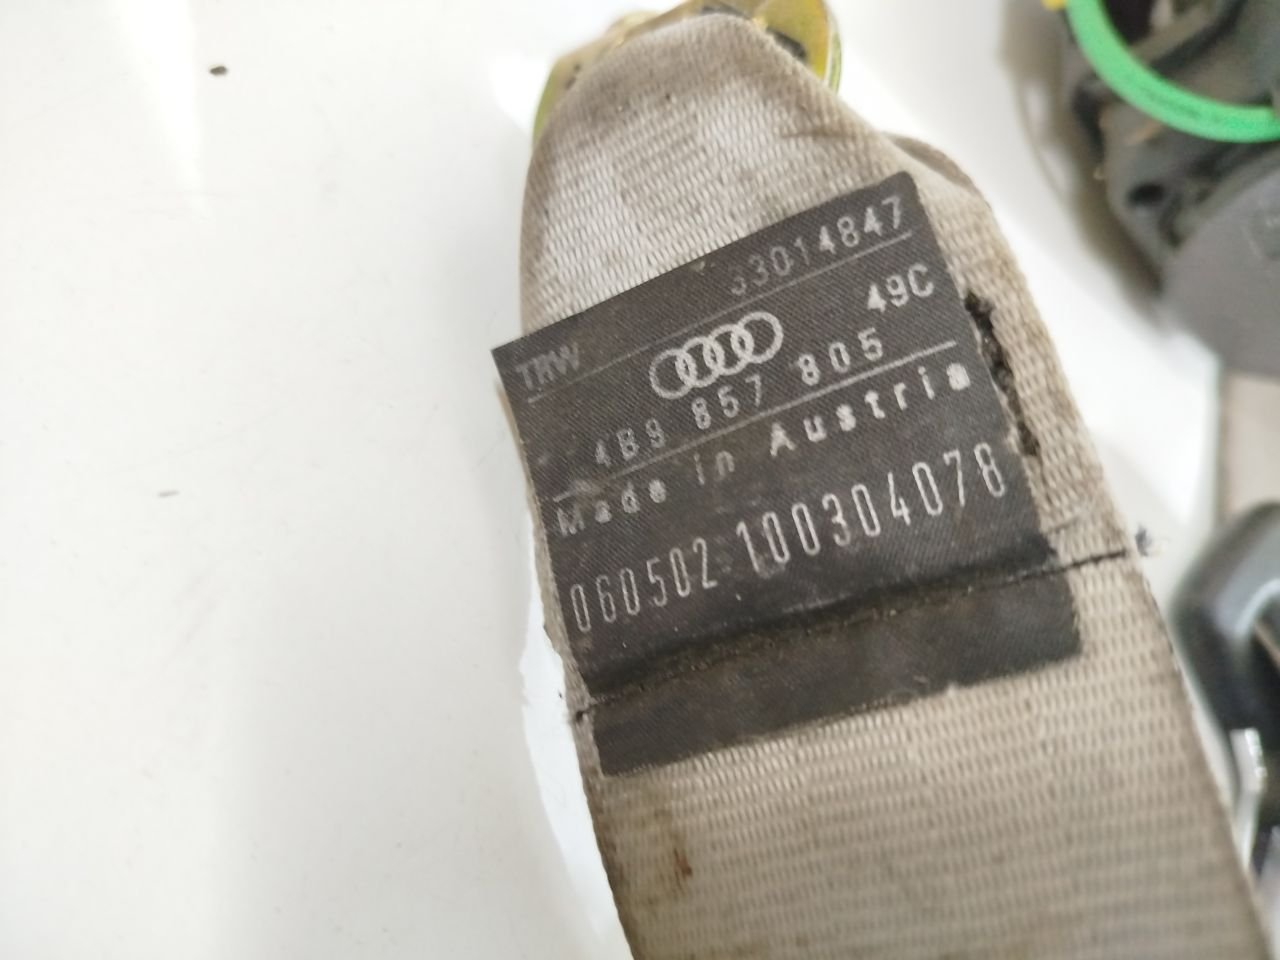 33014847
TRW
49C
4B9 857 805
Made in Austria
060502 100304078